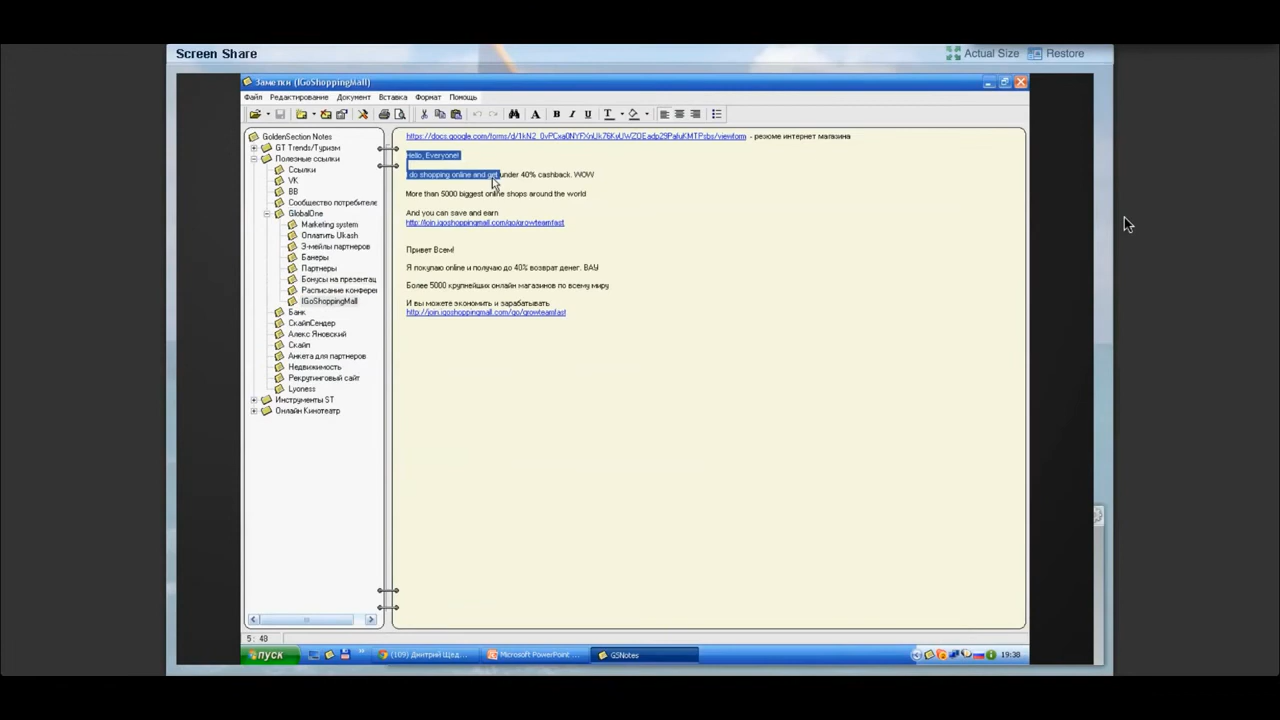 Screen Share
Actual Size
Restore
Заметки (IGoShoppingMall)
Файл Редактирование Документ Вставка Формат Помощь
GoldenSection Notes
GT Trends/Туризм
Полезные ссылки
Ссылки
VK
BB
Сообщество потребителе
GlobalOne
Marketing system
Оплатить Ukash
Э-мейлы партнеров
Банеры
Партнеры
Бонусы на презентац
Расписание конферен
IGoShoppingMall
Банк
СкайпСендер
Алекс Яновский
Скайп
Анкета для партнеров
Недвижимость
Рекрутинговый сайт
Lyoness
Инструменты ST
Онлайн Кинотеатр
- резюме интернет магазина
Hello, Everyone!
I do shopping online and get under 40% cashback. WOW
More than 5000 biggest online shops around the world
And you can save and earn
http://join.igoshoppingmall.com/go/growteamfast
Привет Всем!
Я покупаю online и получаю до 40% возврат денег. ВАУ
Более 5000 крупнейших онлайн магазинов по всему миру
И вы можете экономить и зарабатывать
http://join.igoshoppingmall.com/go/growteamfast
5 : 48
пуск
(109) Дмитрий Щед...
Microsoft PowerPoint ...
GSNotes
19:38